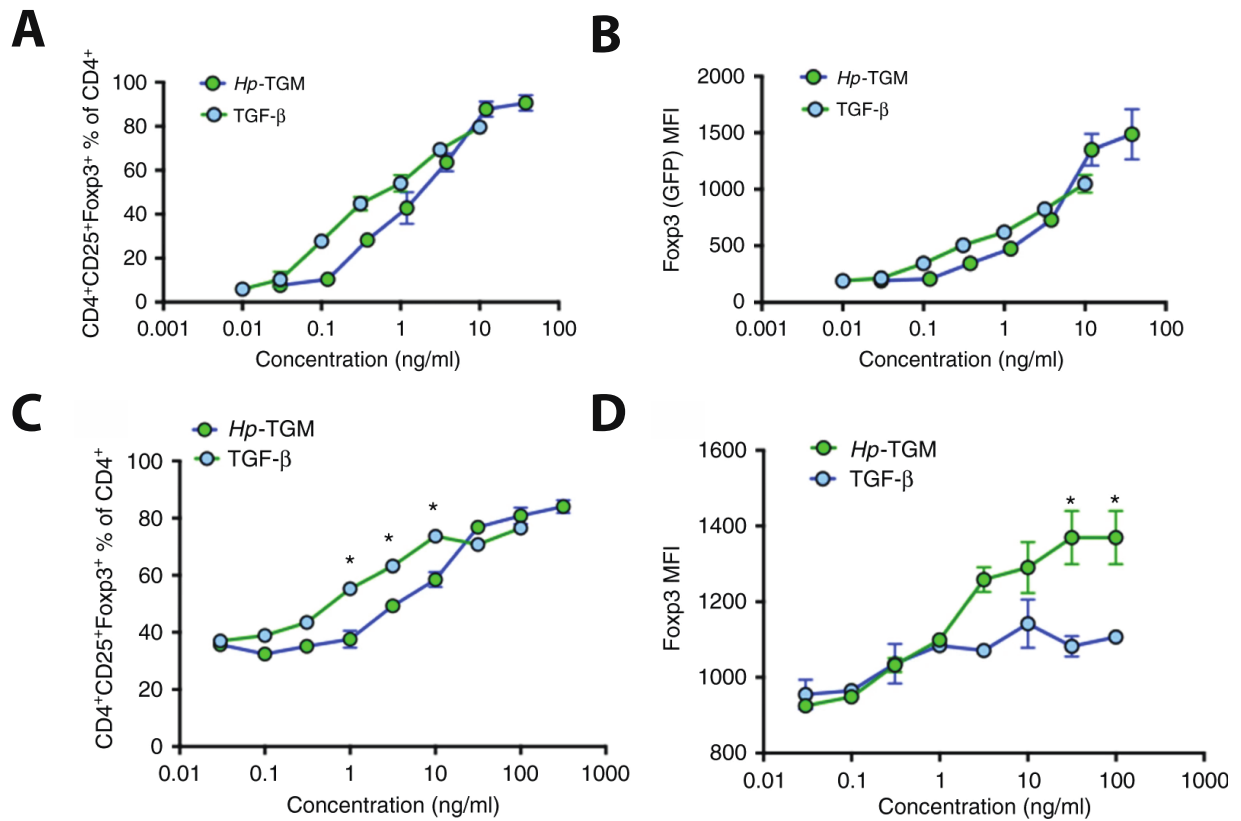 A
CD4⁺CD25⁺Foxp3⁺ % of CD4⁺
100
80
60
40
20
0
Hp-TGM
TGF-β
0.001
0.01
0.1
1
10
100
Concentration (ng/ml)
B
Foxp3 (GFP) MFI
2000
1500
1000
500
0
Hp-TGM
TGF-β
0.001
0.01
0.1
1
10
100
Concentration (ng/ml)
C
CD4⁺CD25⁺Foxp3⁺ % of CD4⁺
100
80
60
40
20
0
Hp-TGM
TGF-β
*
*
*
0.01
0.1
1
10
100
1000
Concentration (ng/ml)
D
Foxp3 MFI
1600
1400
1200
1000
800
Hp-TGM
TGF-β
*
*
0.01
0.1
1
10
100
1000
Concentration (ng/ml)